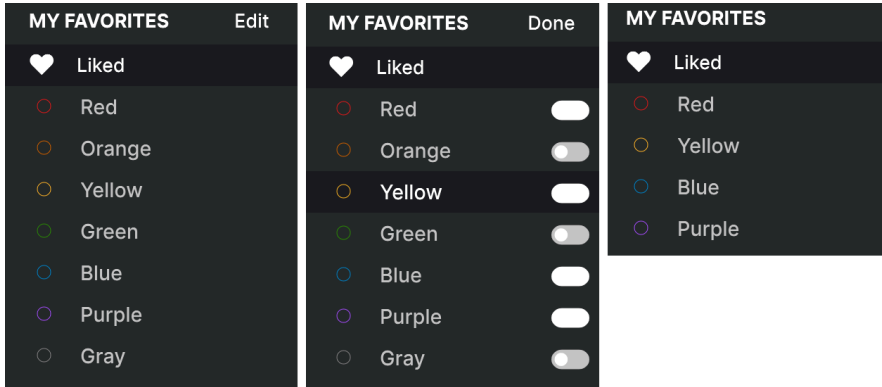 MY FAVORITES Edit
Liked
Red
Orange
Yellow
Green
Blue
Purple
Gray
MY FAVORITES Done
Liked
Red
Orange
Yellow
Green
Blue
Purple
Gray
MY FAVORITES
Liked
Red
Yellow
Blue
Purple